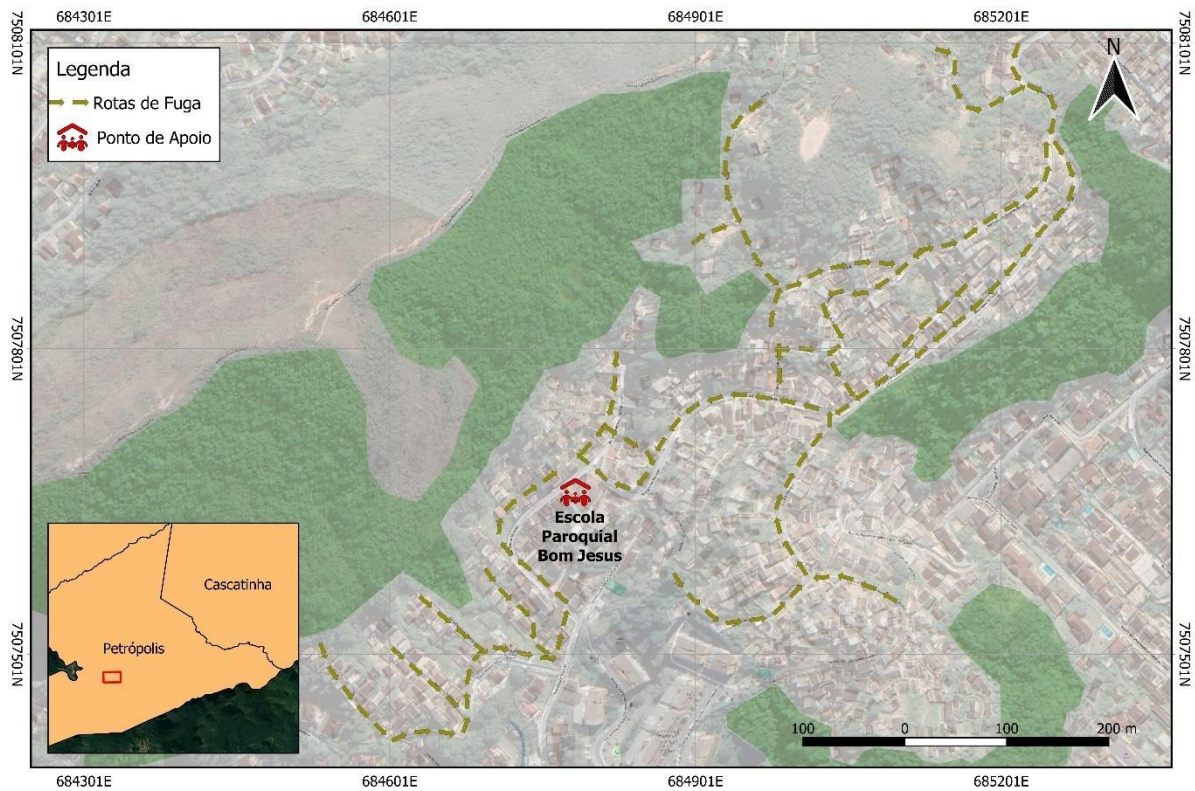 684301E
684601E
684901E
685201E
7508101N
7508101N
Legenda
Rotas de Fuga
Ponto de Apoio
N
7507801N
7507801N
Escola
Paroquial
Bom Jesus
Cascatinha
Petrópolis
7507501N
7507501N
100
0
100
200 m
684301E
684601E
684901E
685201E